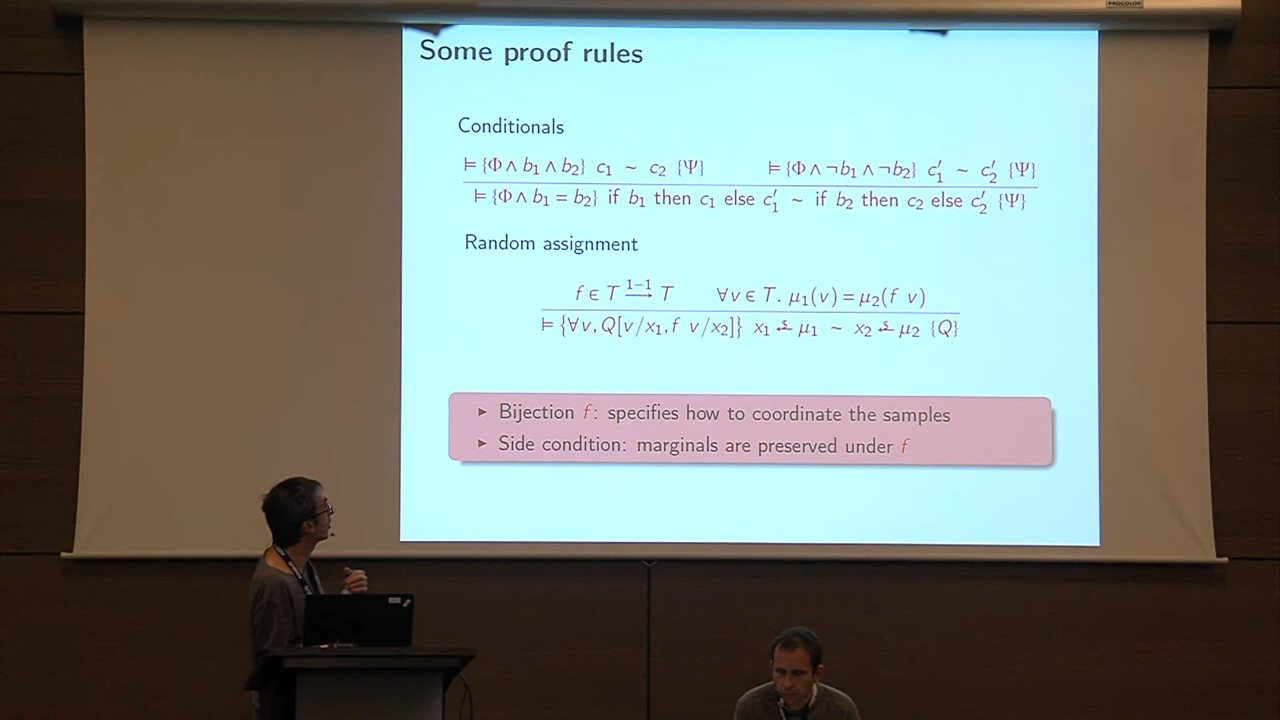 PROCOLOR
Some proof rules
Conditionals
⊨ {Φ ∧ b₁ ∧ b₂} c₁ ∼ c₂ {Ψ} ⊨ {Φ ∧ ¬b₁ ∧ ¬b₂} c′₁ ∼ c′₂ {Ψ}
⊨ {Φ ∧ b₁ = b₂} if b₁ then c₁ else c′₁ ∼ if b₂ then c₂ else c′₂ {Ψ}
Random assignment
f ∈ T 1−1⟶ T ∀v ∈ T. μ₁(v) = μ₂(f v)
⊨ {∀v, Q[v/x₁, f v/x₂]} x₁ ←$ μ₁ ∼ x₂ ←$ μ₂ {Q}
▸ Bijection f: specifies how to coordinate the samples
▸ Side condition: marginals are preserved under f